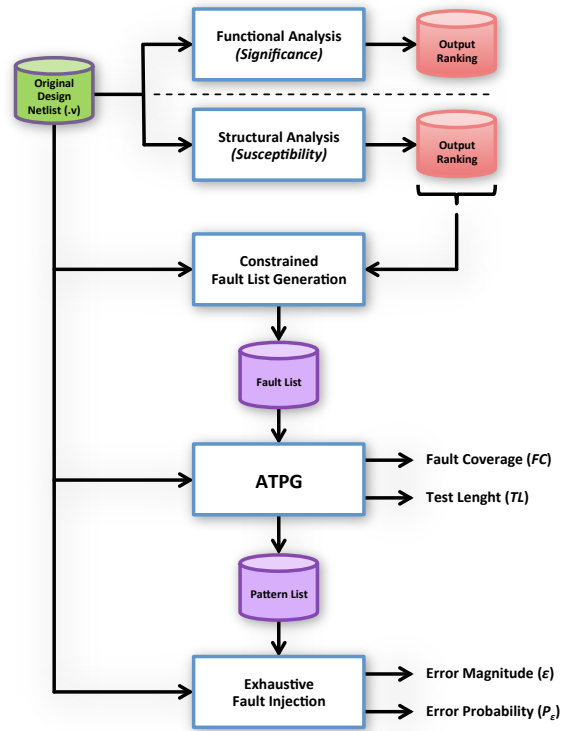 Functional Analysis
(Significance)
Output
Ranking
Original
Design
Netlist (.v)
Structural Analysis
(Susceptibility)
Output
Ranking
Constrained
Fault List Generation
Fault List
ATPG
Fault Coverage (FC)
Test Lenght (TL)
Pattern List
Exhaustive
Fault Injection
Error Magnitude (ε)
Error Probability (Pε)